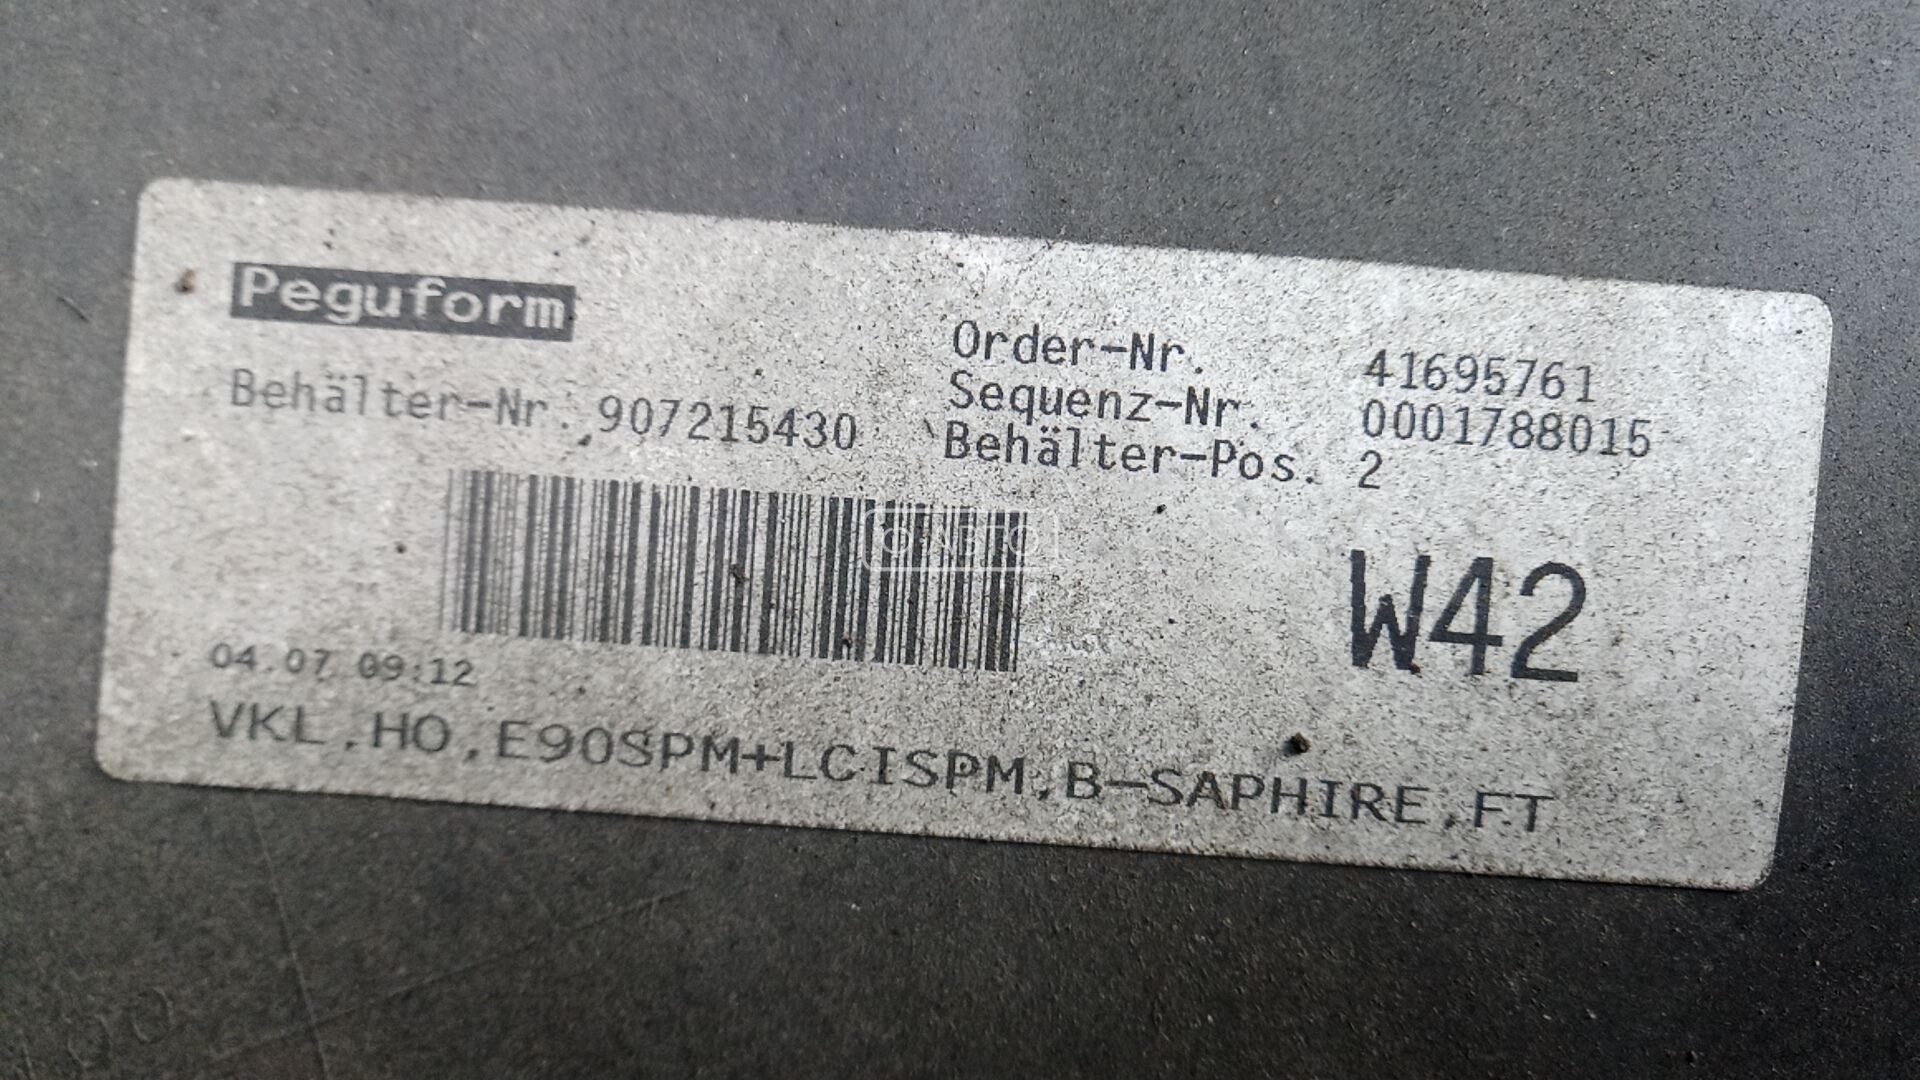 Peguform
Order-Nr. 41695761
Sequenz-Nr. 0001788015
Behälter-Nr. 907215430 Behälter-Pos. 2
W42
04.07 09:12
VKL,HO,E90SPM+LCISPM,B-SAPHIRE,FT